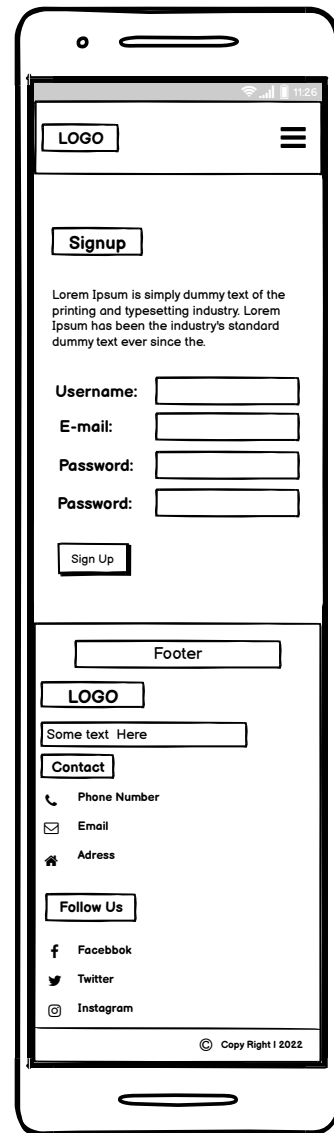 11:26
LOGO
Signup
Lorem Ipsum is simply dummy text of the
printing and typesetting industry. Lorem
Ipsum has been the industry's standard
dummy text ever since the.
Username:
E-mail:
Password:
Password:
Sign Up
Footer
LOGO
Some text Here
Contact
Phone Number
Email
Adress
Follow Us
Facebbok
Twitter
Instagram
© Copy Right I 2022